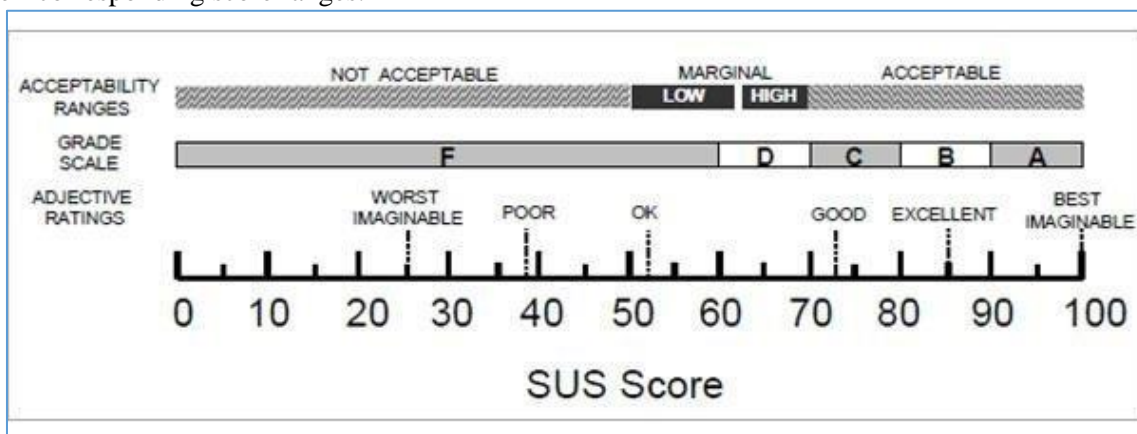 NOT ACCEPTABLE MARGINAL ACCEPTABLE
ACCEPTABILITY
RANGES
LOW HIGH
GRADE
SCALE
F D C B A
ADJECTIVE
RATINGS
WORST
IMAGINABLE
POOR OK GOOD EXCELLENT
BEST
IMAGINABLE
0 10 20 30 40 50 60 70 80 90 100
SUS Score